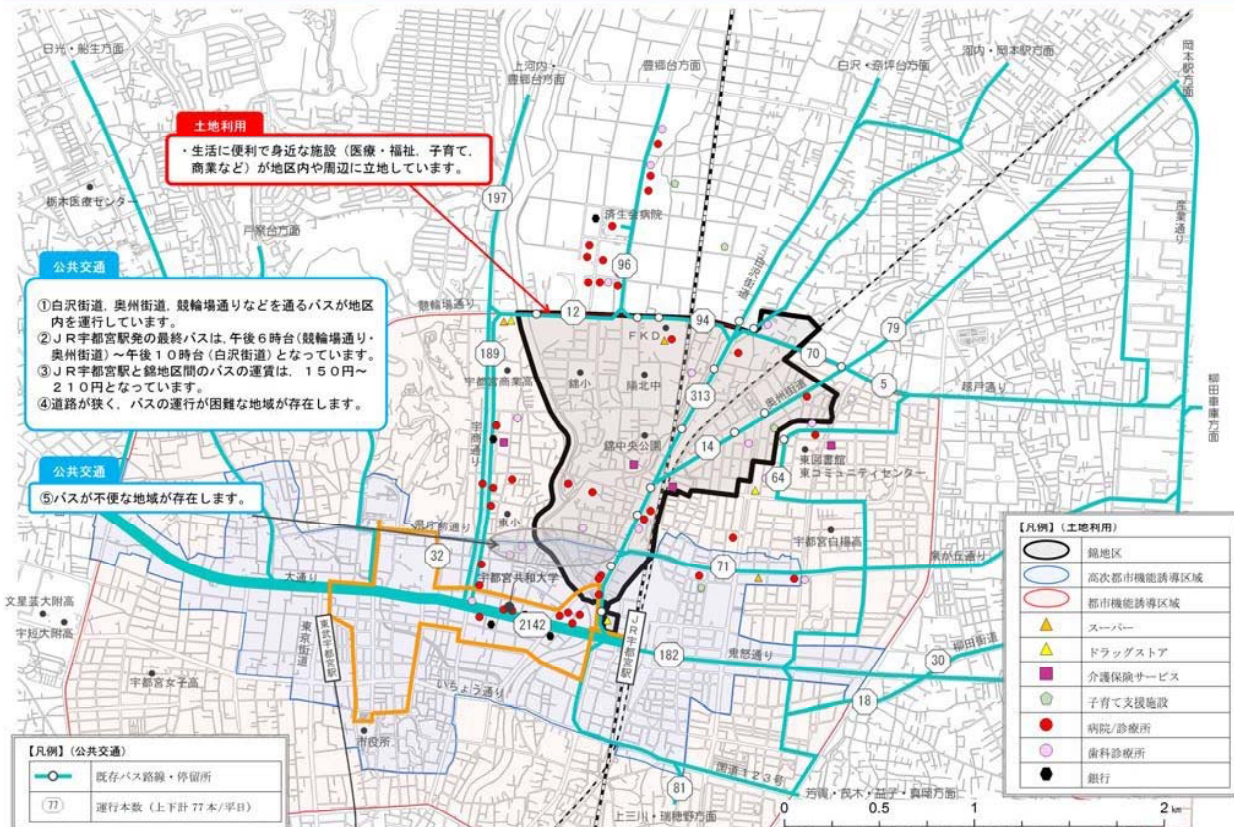 日光・船生方面
上河内・
豊郷台方面
豊郷台方面
白沢・奈坪台方面
河内・岡本駅方面
岡本駅方面
土地利用
・生活に便利で身近な施設(医療・福祉,子育て,
商業など)が地区内や周辺に立地しています。
栃木医療センター
戸祭台方面
197
済生会病院
96
産業通り
白沢街道
公共交通
①白沢街道,奥州街道,競輪場通りなどを通るバスが地区
内を運行しています。
②JR宇都宮駅発の最終バスは,午後6時台(競輪場通り・
奥州街道)~午後10時台(白沢街道)となっています。
③JR宇都宮駅と錦地区間のバスの運賃は,150円~
210円となっています。
④道路が狭く,バスの運行が困難な地域が存在します。
競輪場通り
12
94
79
FKD
70
189
宇都宮商業高
錦小
陽北中
5
越戸通り
柳田車庫方面
313
奥州街道
宇商通り
14
錦中央公園
64
東図書館
東コミュニティセンター
公共交通
⑤バスが不便な地域が存在します。
県庁前通り
東小
宇都宮白楊高
32
71
泉が丘通り
大通り
宇都宮共和大学
文星芸大附高
宇短大附高
東京街道
東武宇都宮駅
2142
JR宇都宮駅
182
鬼怒通り
柳田街道
30
宇都宮女子高
いちょう通り
18
市役所
国道123号
81
芳賀・茂木・益子・真岡方面
上三川・瑞穂野方面
【凡例】(公共交通)
既存バス路線・停留所
77
運行本数(上下計77本/平日)
【凡例】(土地利用)
錦地区
高次都市機能誘導区域
都市機能誘導区域
スーパー
ドラッグストア
介護保険サービス
子育て支援施設
病院/診療所
歯科診療所
銀行
0 0.5 1 2 km